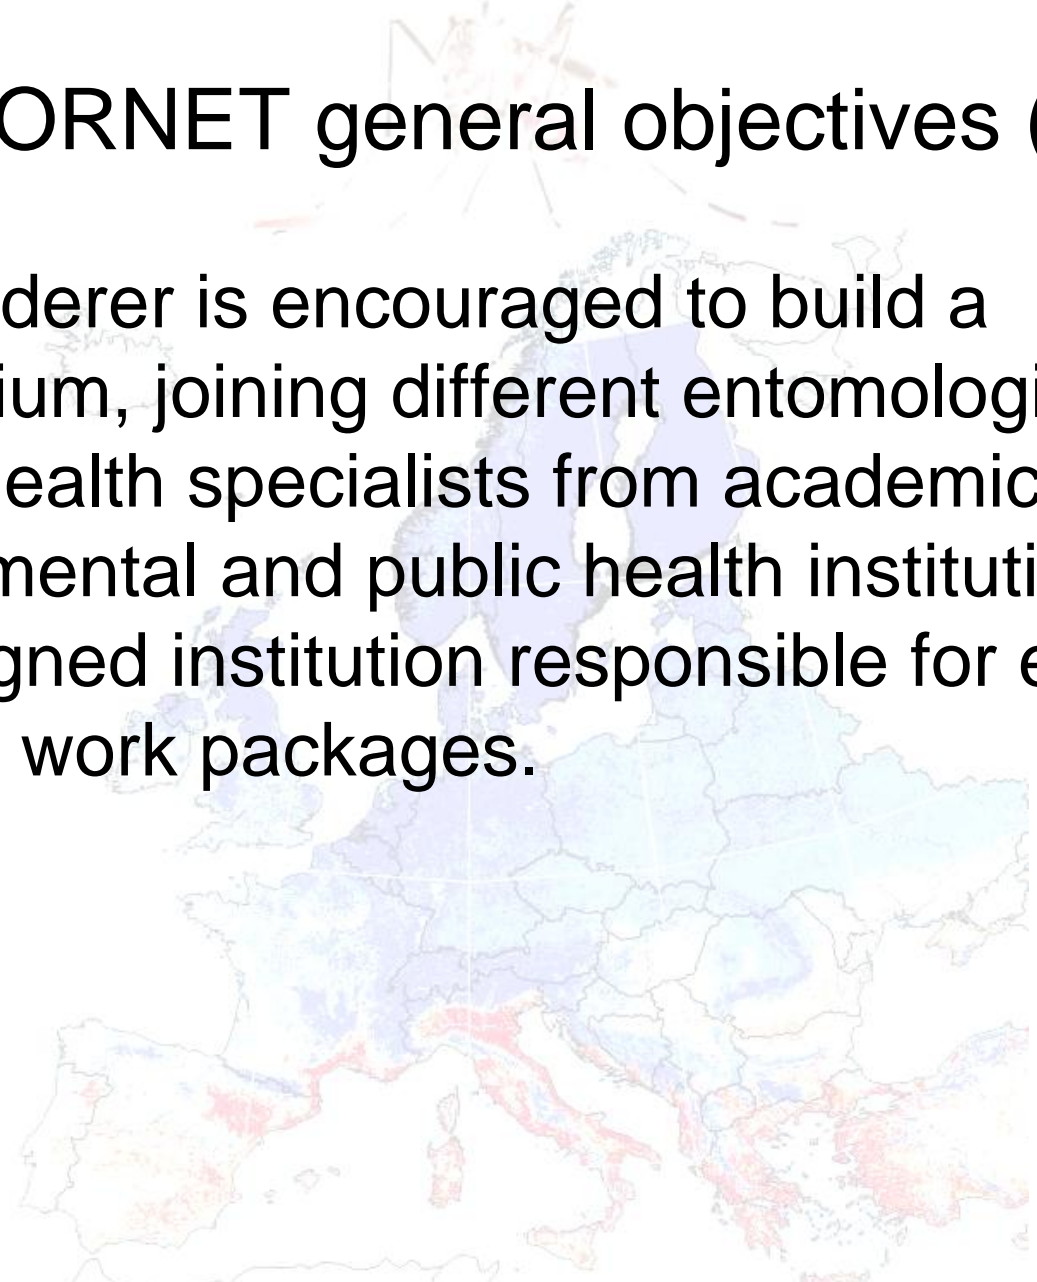 ORNET general objectives (
derer is encouraged to build a
ium, joining different entomologi
ealth specialists from academic
mental and public health instituti
gned institution responsible for e
work packages.